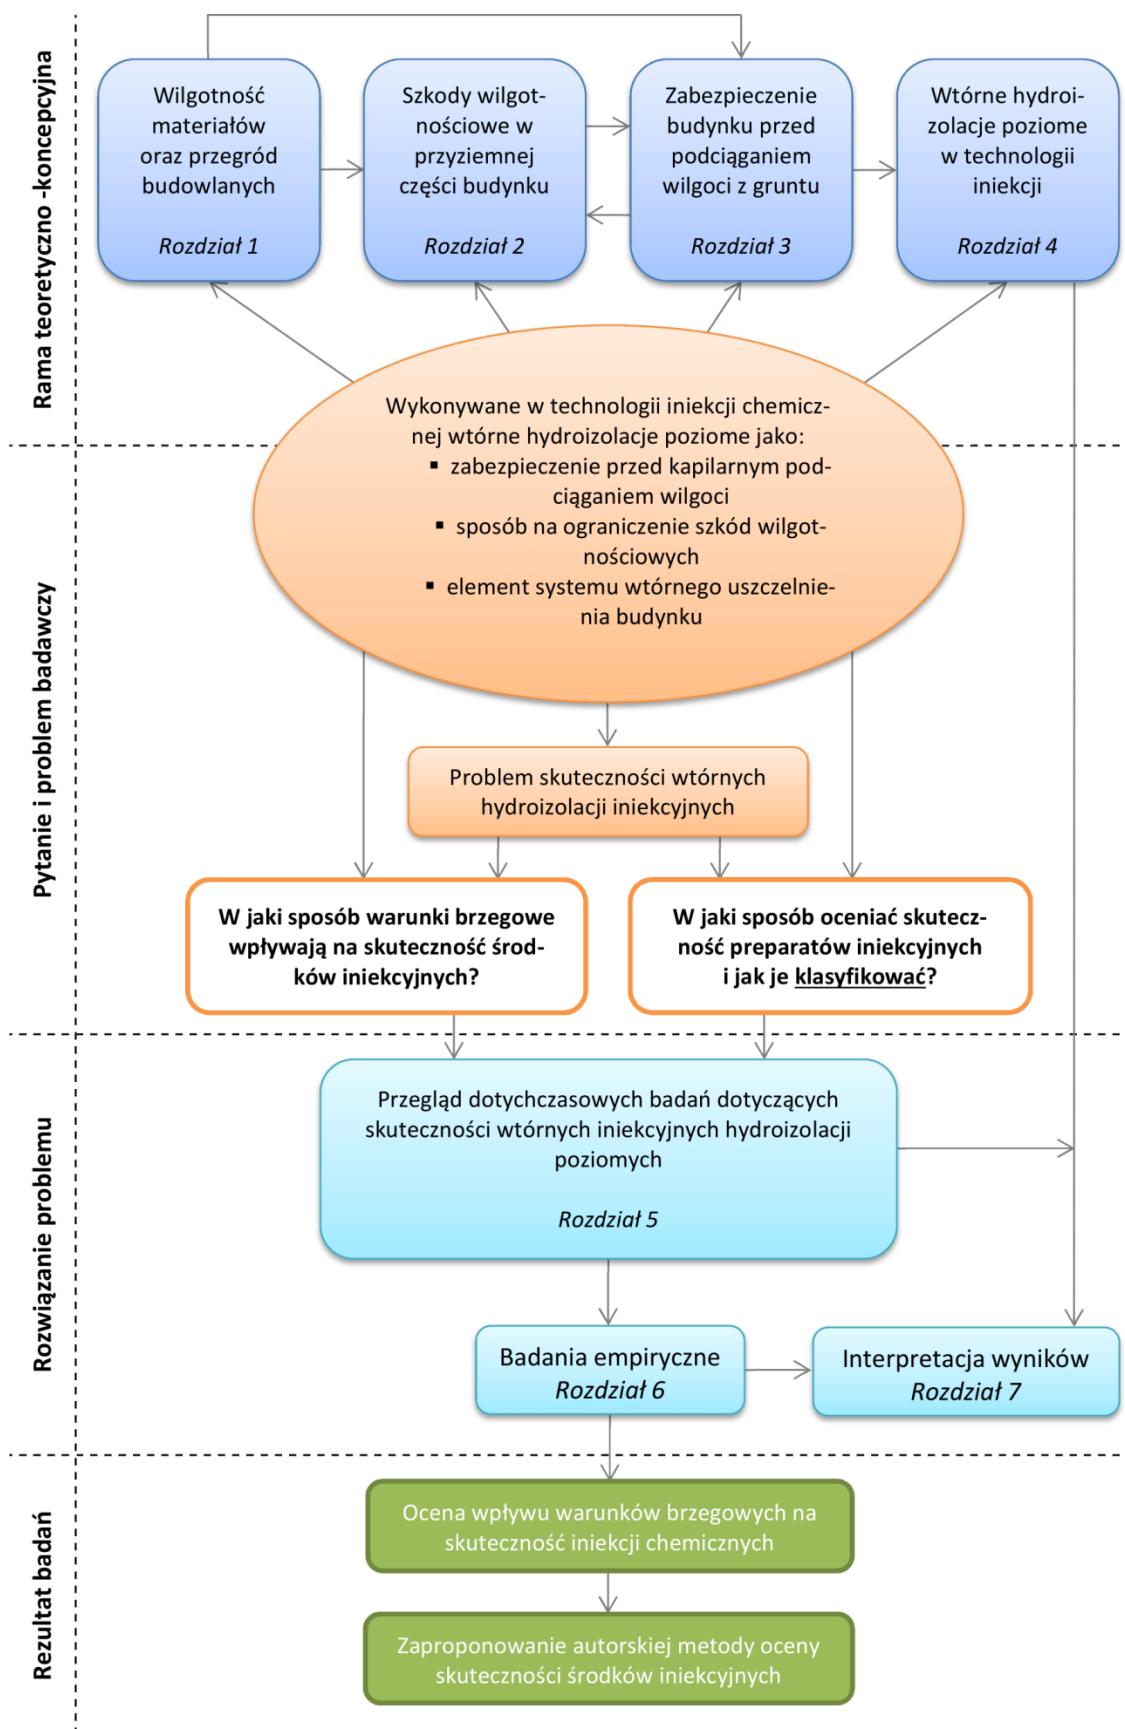 Rama teoretyczno -koncepcyjna
Wilgotność
materiałów
oraz przegród
budowlanych
Rozdział 1
Szkody wilgot-
nościowe w
przyziemnej
części budynku
Rozdział 2
Zabezpieczenie
budynku przed
podciąganiem
wilgoci z gruntu
Rozdział 3
Wtórne hydroi-
zolacje poziome
w technologii
iniekcji
Rozdział 4
Pytanie i problem badawczy
Wykonywane w technologii iniekcji chemicz-
nej wtórne hydroizolacje poziome jako:
▪ zabezpieczenie przed kapilarnym pod-
ciąganiem wilgoci
▪ sposób na ograniczenie szkód wilgot-
nościowych
▪ element systemu wtórnego uszczelnie-
nia budynku
Problem skuteczności wtórnych
hydroizolacji iniekcyjnych
W jaki sposób warunki brzegowe
wpływają na skuteczność środ-
ków iniekcyjnych?
W jaki sposób oceniać skutecz-
ność preparatów iniekcyjnych
i jak je klasyfikować?
Rozwiązanie problemu
Przegląd dotychczasowych badań dotyczących
skuteczności wtórnych iniekcyjnych hydroizolacji
poziomych
Rozdział 5
Badania empiryczne
Rozdział 6
Interpretacja wyników
Rozdział 7
Rezultat badań
Ocena wpływu warunków brzegowych na
skuteczność iniekcji chemicznych
Zaproponowanie autorskiej metody oceny
skuteczności środków iniekcyjnych